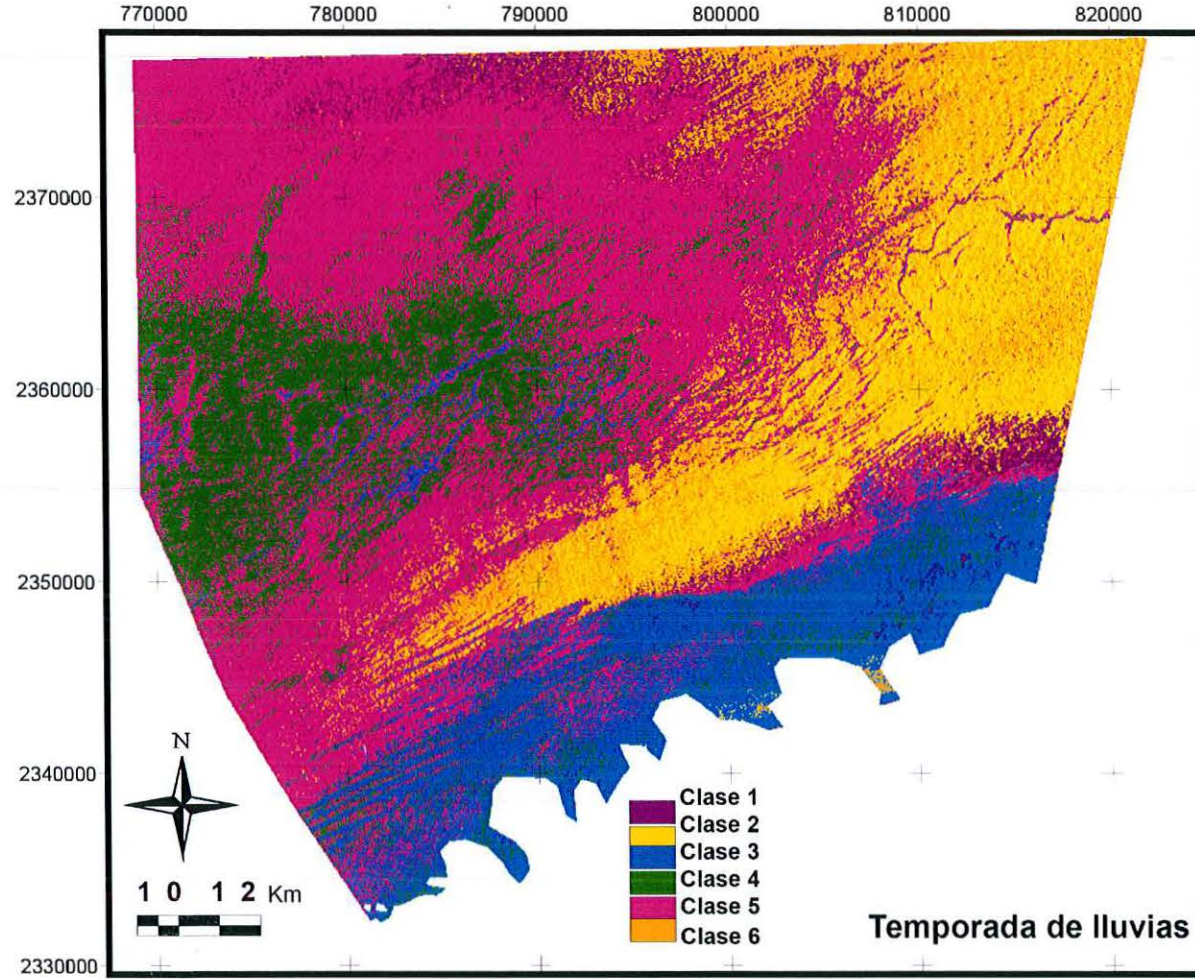 770000 780000 790000 800000 810000 820000
2370000
2360000
2350000
2340000
2330000
N
1 0 1 2 Km
Clase 1
Clase 2
Clase 3
Clase 4
Clase 5
Clase 6
Temporada de lluvias